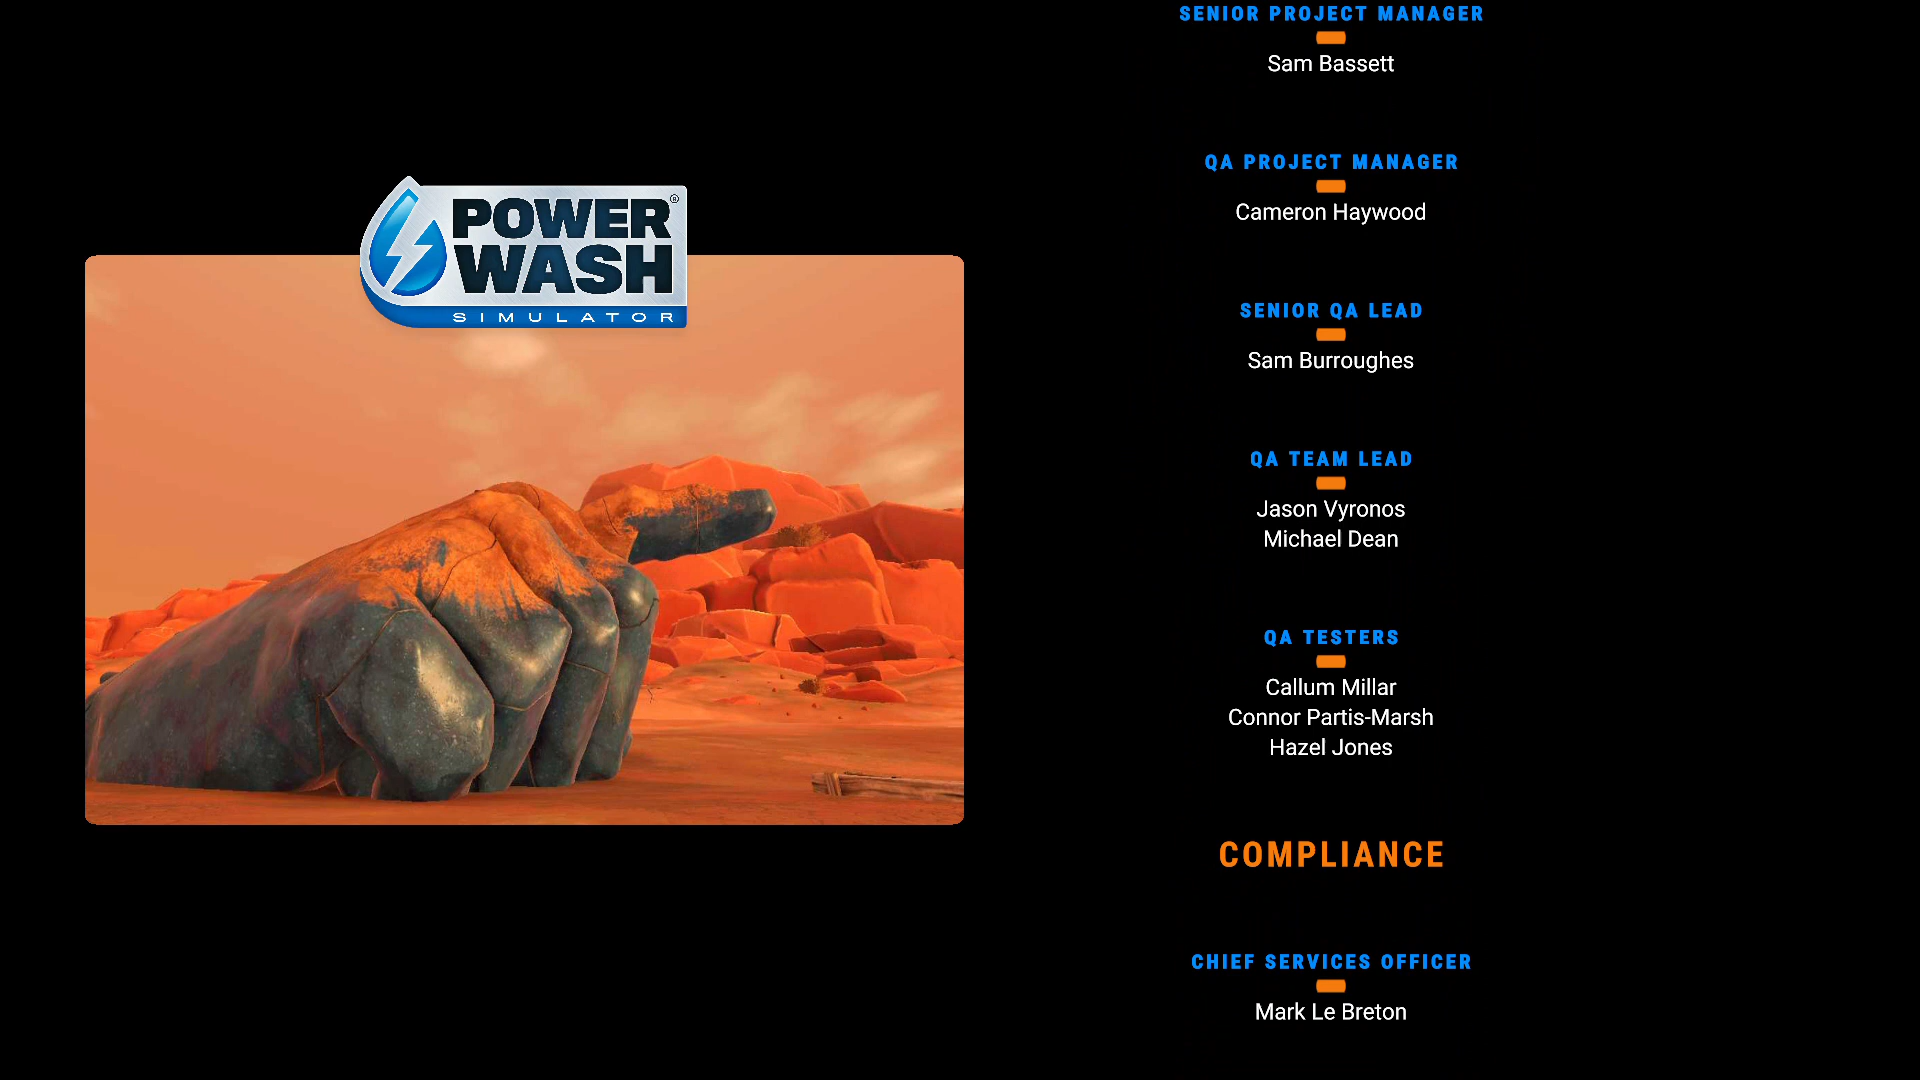 POWER®
WASH
SIMULATOR
SENIOR PROJECT MANAGER
Sam Bassett
QA PROJECT MANAGER
Cameron Haywood
SENIOR QA LEAD
Sam Burroughes
QA TEAM LEAD
Jason Vyronos
Michael Dean
QA TESTERS
Callum Millar
Connor Partis-Marsh
Hazel Jones
COMPLIANCE
CHIEF SERVICES OFFICER
Mark Le Breton